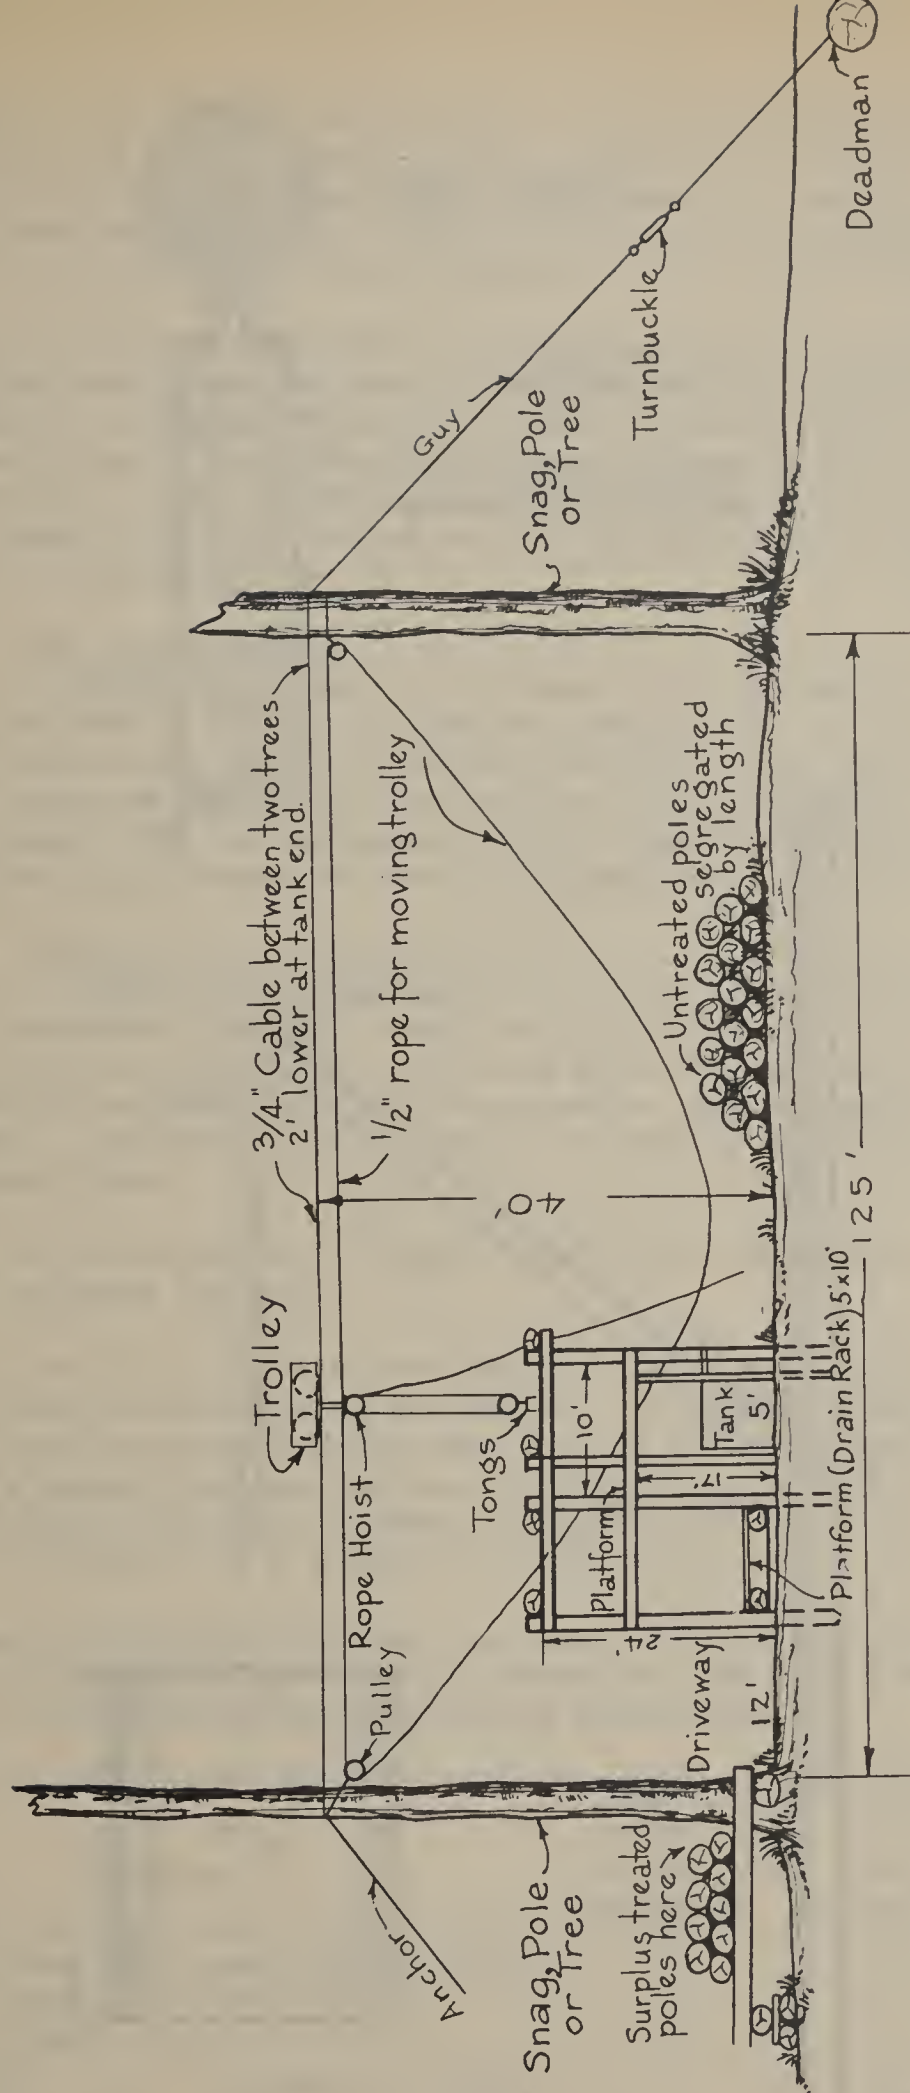 3/4" Cable between two trees
2' lower at tank end.
Trolley
1/2" rope for moving trolley
Guy
Turnbuckle
Deadman
Snag, Pole
or Tree
Untreated poles
segregated
by length
40'
Rope Hoist
Pulley
Tongs
10'
Platform
17'
24'
Tank
5'
Platform (Drain Rack) 5'x10'
125'
Driveway
12'
Anchor
Snag, Pole
or Tree
Surplus treated
poles here